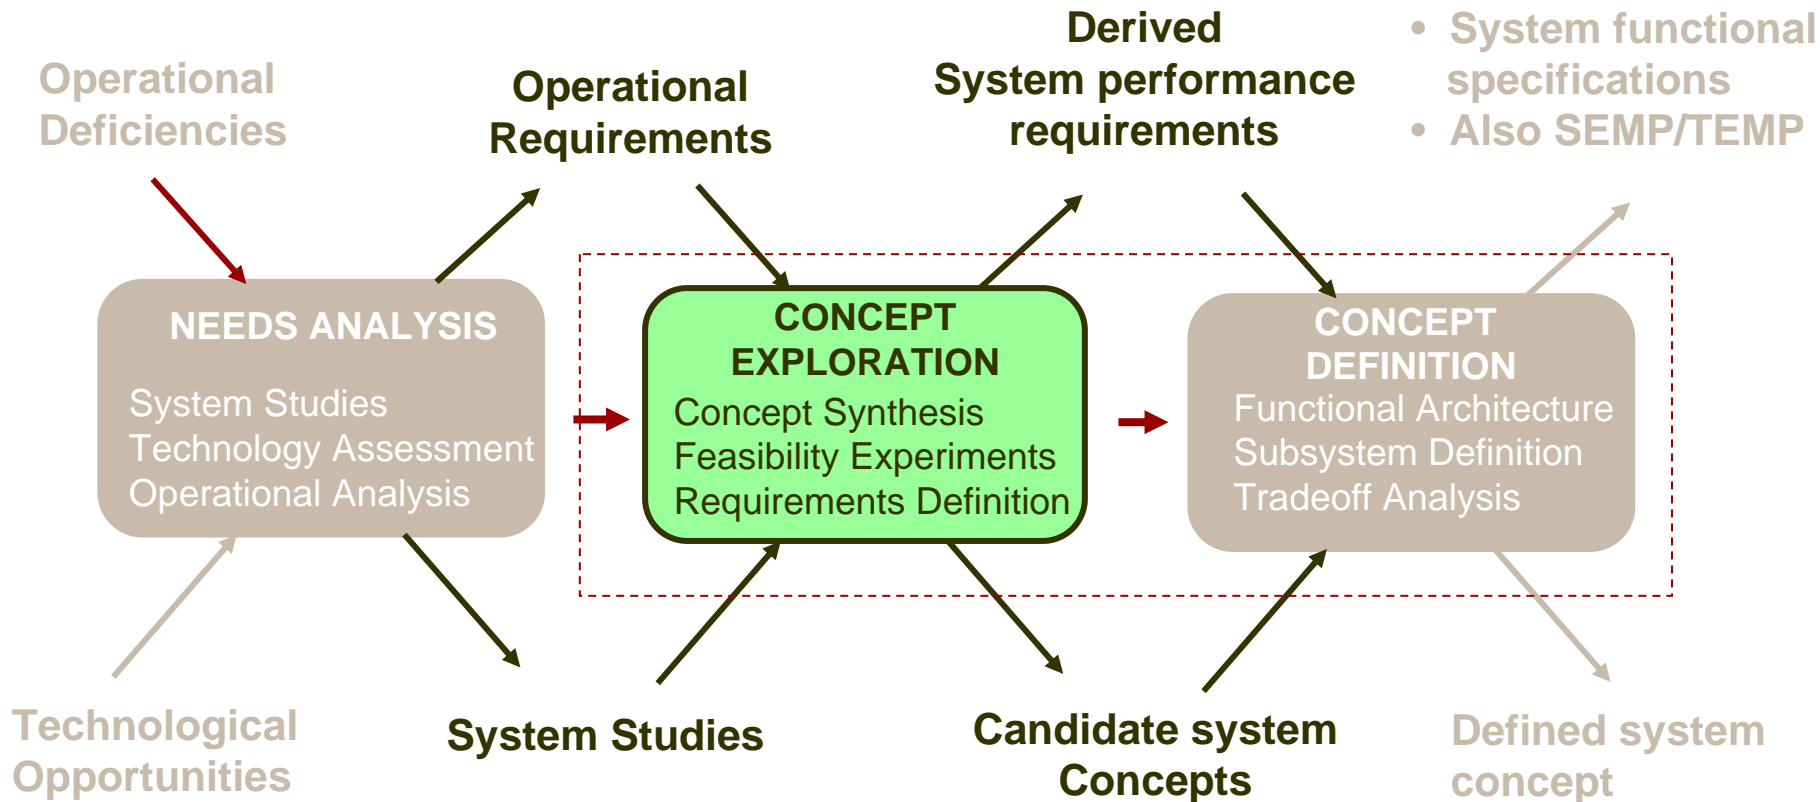 Operational
Deficiencies
Operational
Requirements
Derived
System performance
requirements
• System functional
specifications
• Also SEMP/TEMP
NEEDS ANALYSIS
System Studies
Technology Assessment
Operational Analysis
CONCEPT
EXPLORATION
Concept Synthesis
Feasibility Experiments
Requirements Definition
CONCEPT
DEFINITION
Functional Architecture
Subsystem Definition
Tradeoff Analysis
Technological
Opportunities
System Studies
Candidate system
Concepts
Defined system
concept